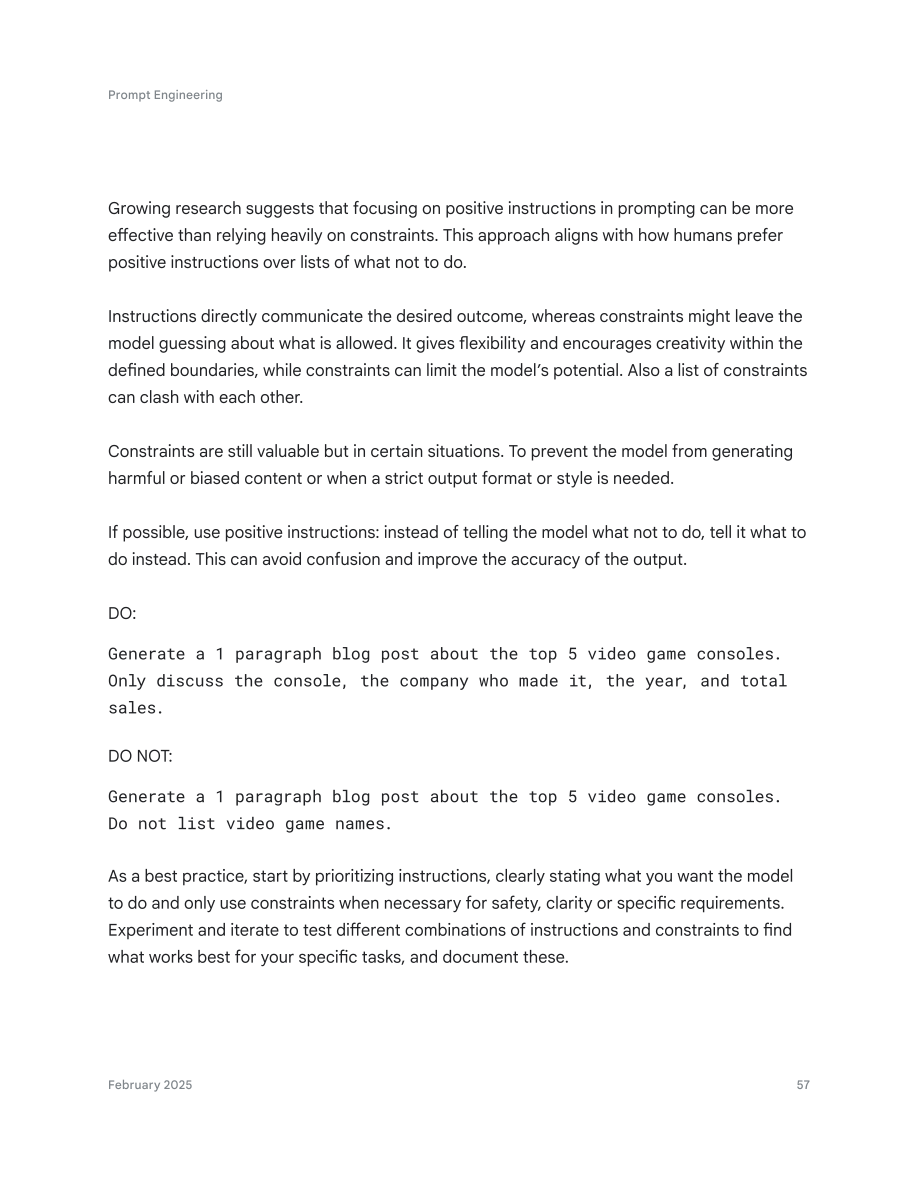 Prompt Engineering
Growing research suggests that focusing on positive instructions in prompting can be more
effective than relying heavily on constraints. This approach aligns with how humans prefer
positive instructions over lists of what not to do.
Instructions directly communicate the desired outcome, whereas constraints might leave the
model guessing about what is allowed. It gives flexibility and encourages creativity within the
defined boundaries, while constraints can limit the model’s potential. Also a list of constraints
can clash with each other.
Constraints are still valuable but in certain situations. To prevent the model from generating
harmful or biased content or when a strict output format or style is needed.
If possible, use positive instructions: instead of telling the model what not to do, tell it what to
do instead. This can avoid confusion and improve the accuracy of the output.
DO:
Generate a 1 paragraph blog post about the top 5 video game consoles.
Only discuss the console, the company who made it, the year, and total
sales.
DO NOT:
Generate a 1 paragraph blog post about the top 5 video game consoles.
Do not list video game names.
As a best practice, start by prioritizing instructions, clearly stating what you want the model
to do and only use constraints when necessary for safety, clarity or specific requirements.
Experiment and iterate to test different combinations of instructions and constraints to find
what works best for your specific tasks, and document these.
February 2025
57